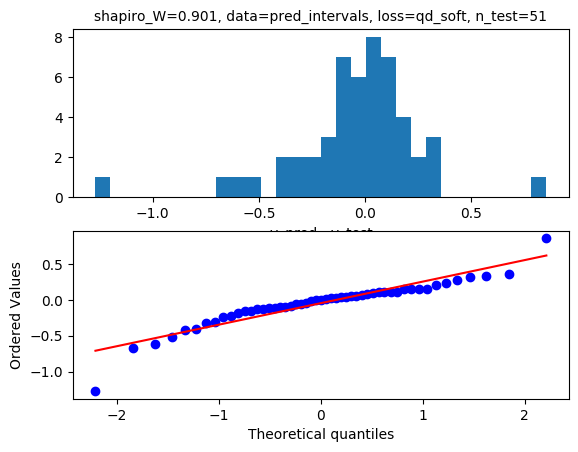 shapiro_W=0.901, data=pred_intervals, loss=qd_soft, n_test=51
8
6
4
2
0
−1.0 −0.5 0.0 0.5
0.5
0.0
−0.5
−1.0
Ordered Values
−2 −1 0 1 2
Theoretical quantiles